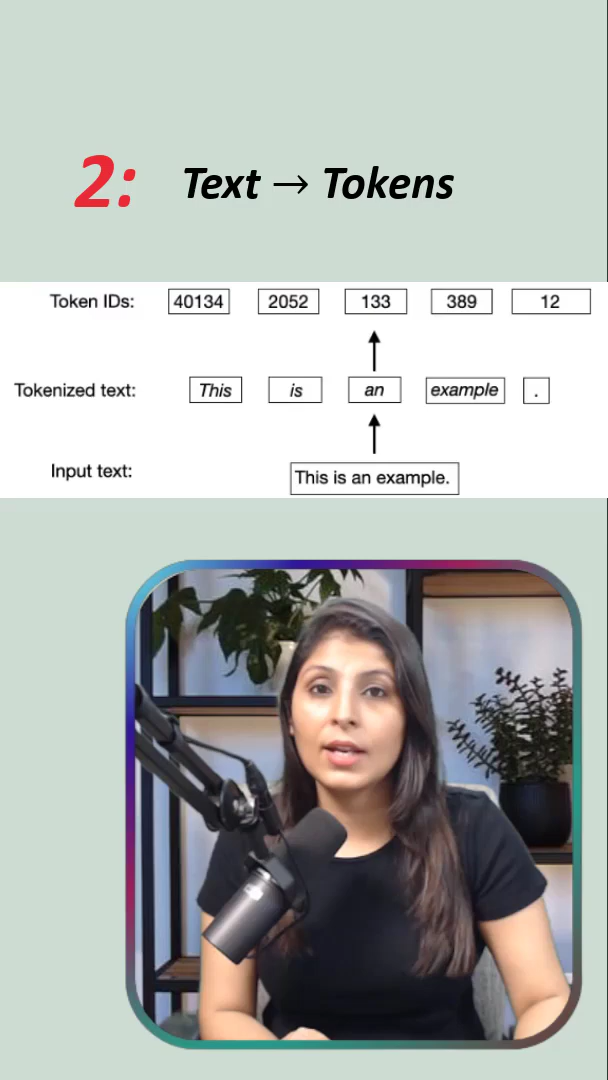 2: Text → Tokens
Token IDs: 40134 2052 133 389 12
Tokenized text: This is an example .
Input text: This is an example.